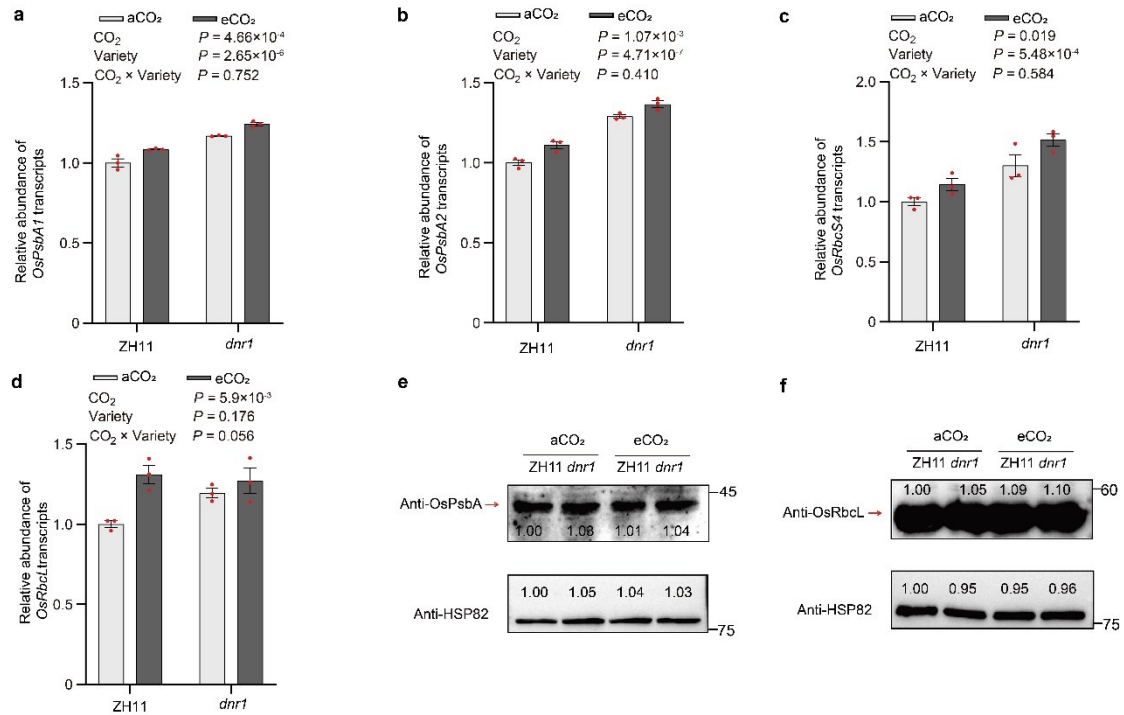 a
aCO₂ eCO₂
CO₂ P = 4.66×10⁻⁴
Variety P = 2.65×10⁻⁶
CO₂ × Variety P = 0.752
Relative abundance of
OsPsbA1 transcripts
1.5
1.0
0.5
0
ZH11 dnr1
b
aCO₂ eCO₂
CO₂ P = 1.07×10⁻³
Variety P = 4.71×10⁻⁷
CO₂ × Variety P = 0.410
Relative abundance of
OsPsbA2 transcripts
1.5
1.0
0.5
0
ZH11 dnr1
c
aCO₂ eCO₂
CO₂ P = 0.019
Variety P = 5.48×10⁻⁴
CO₂ × Variety P = 0.584
Relative abundance of
OsRbcS4 transcripts
2.0
1.5
1.0
0.5
0
ZH11 dnr1
d
aCO₂ eCO₂
CO₂ P = 5.9×10⁻³
Variety P = 0.176
CO₂ × Variety P = 0.056
Relative abundance of
OsRbcLtranscripts
1.5
1.0
0.5
0
ZH11 dnr1
e
aCO₂ eCO₂
ZH11 dnr1 ZH11 dnr1
Anti-OsPsbA → 45
1.00 1.08 1.01 1.04
1.00 1.05 1.04 1.03
Anti-HSP82
75
f
aCO₂ eCO₂
ZH11 dnr1 ZH11 dnr1
1.00 1.05 1.09 1.10 60
Anti-OsRbcL →
1.00 0.95 0.95 0.96
Anti-HSP82
75